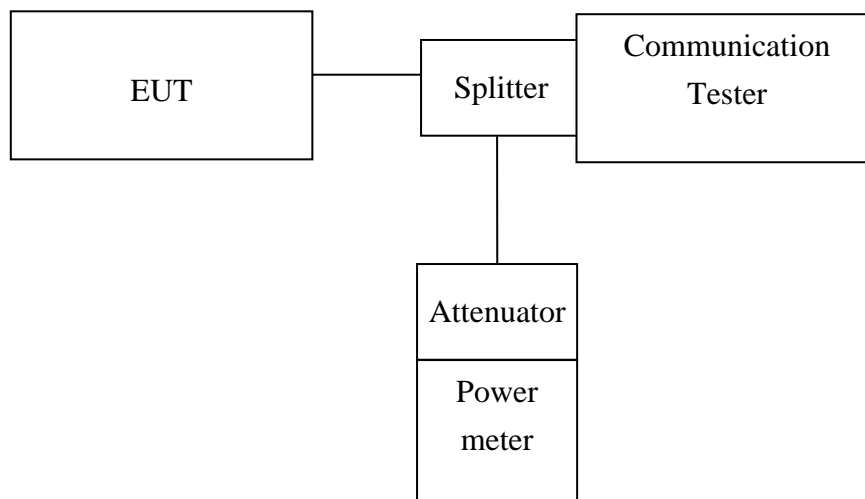 EUT
Splitter
Communication
Tester
Attenuator
Power
meter